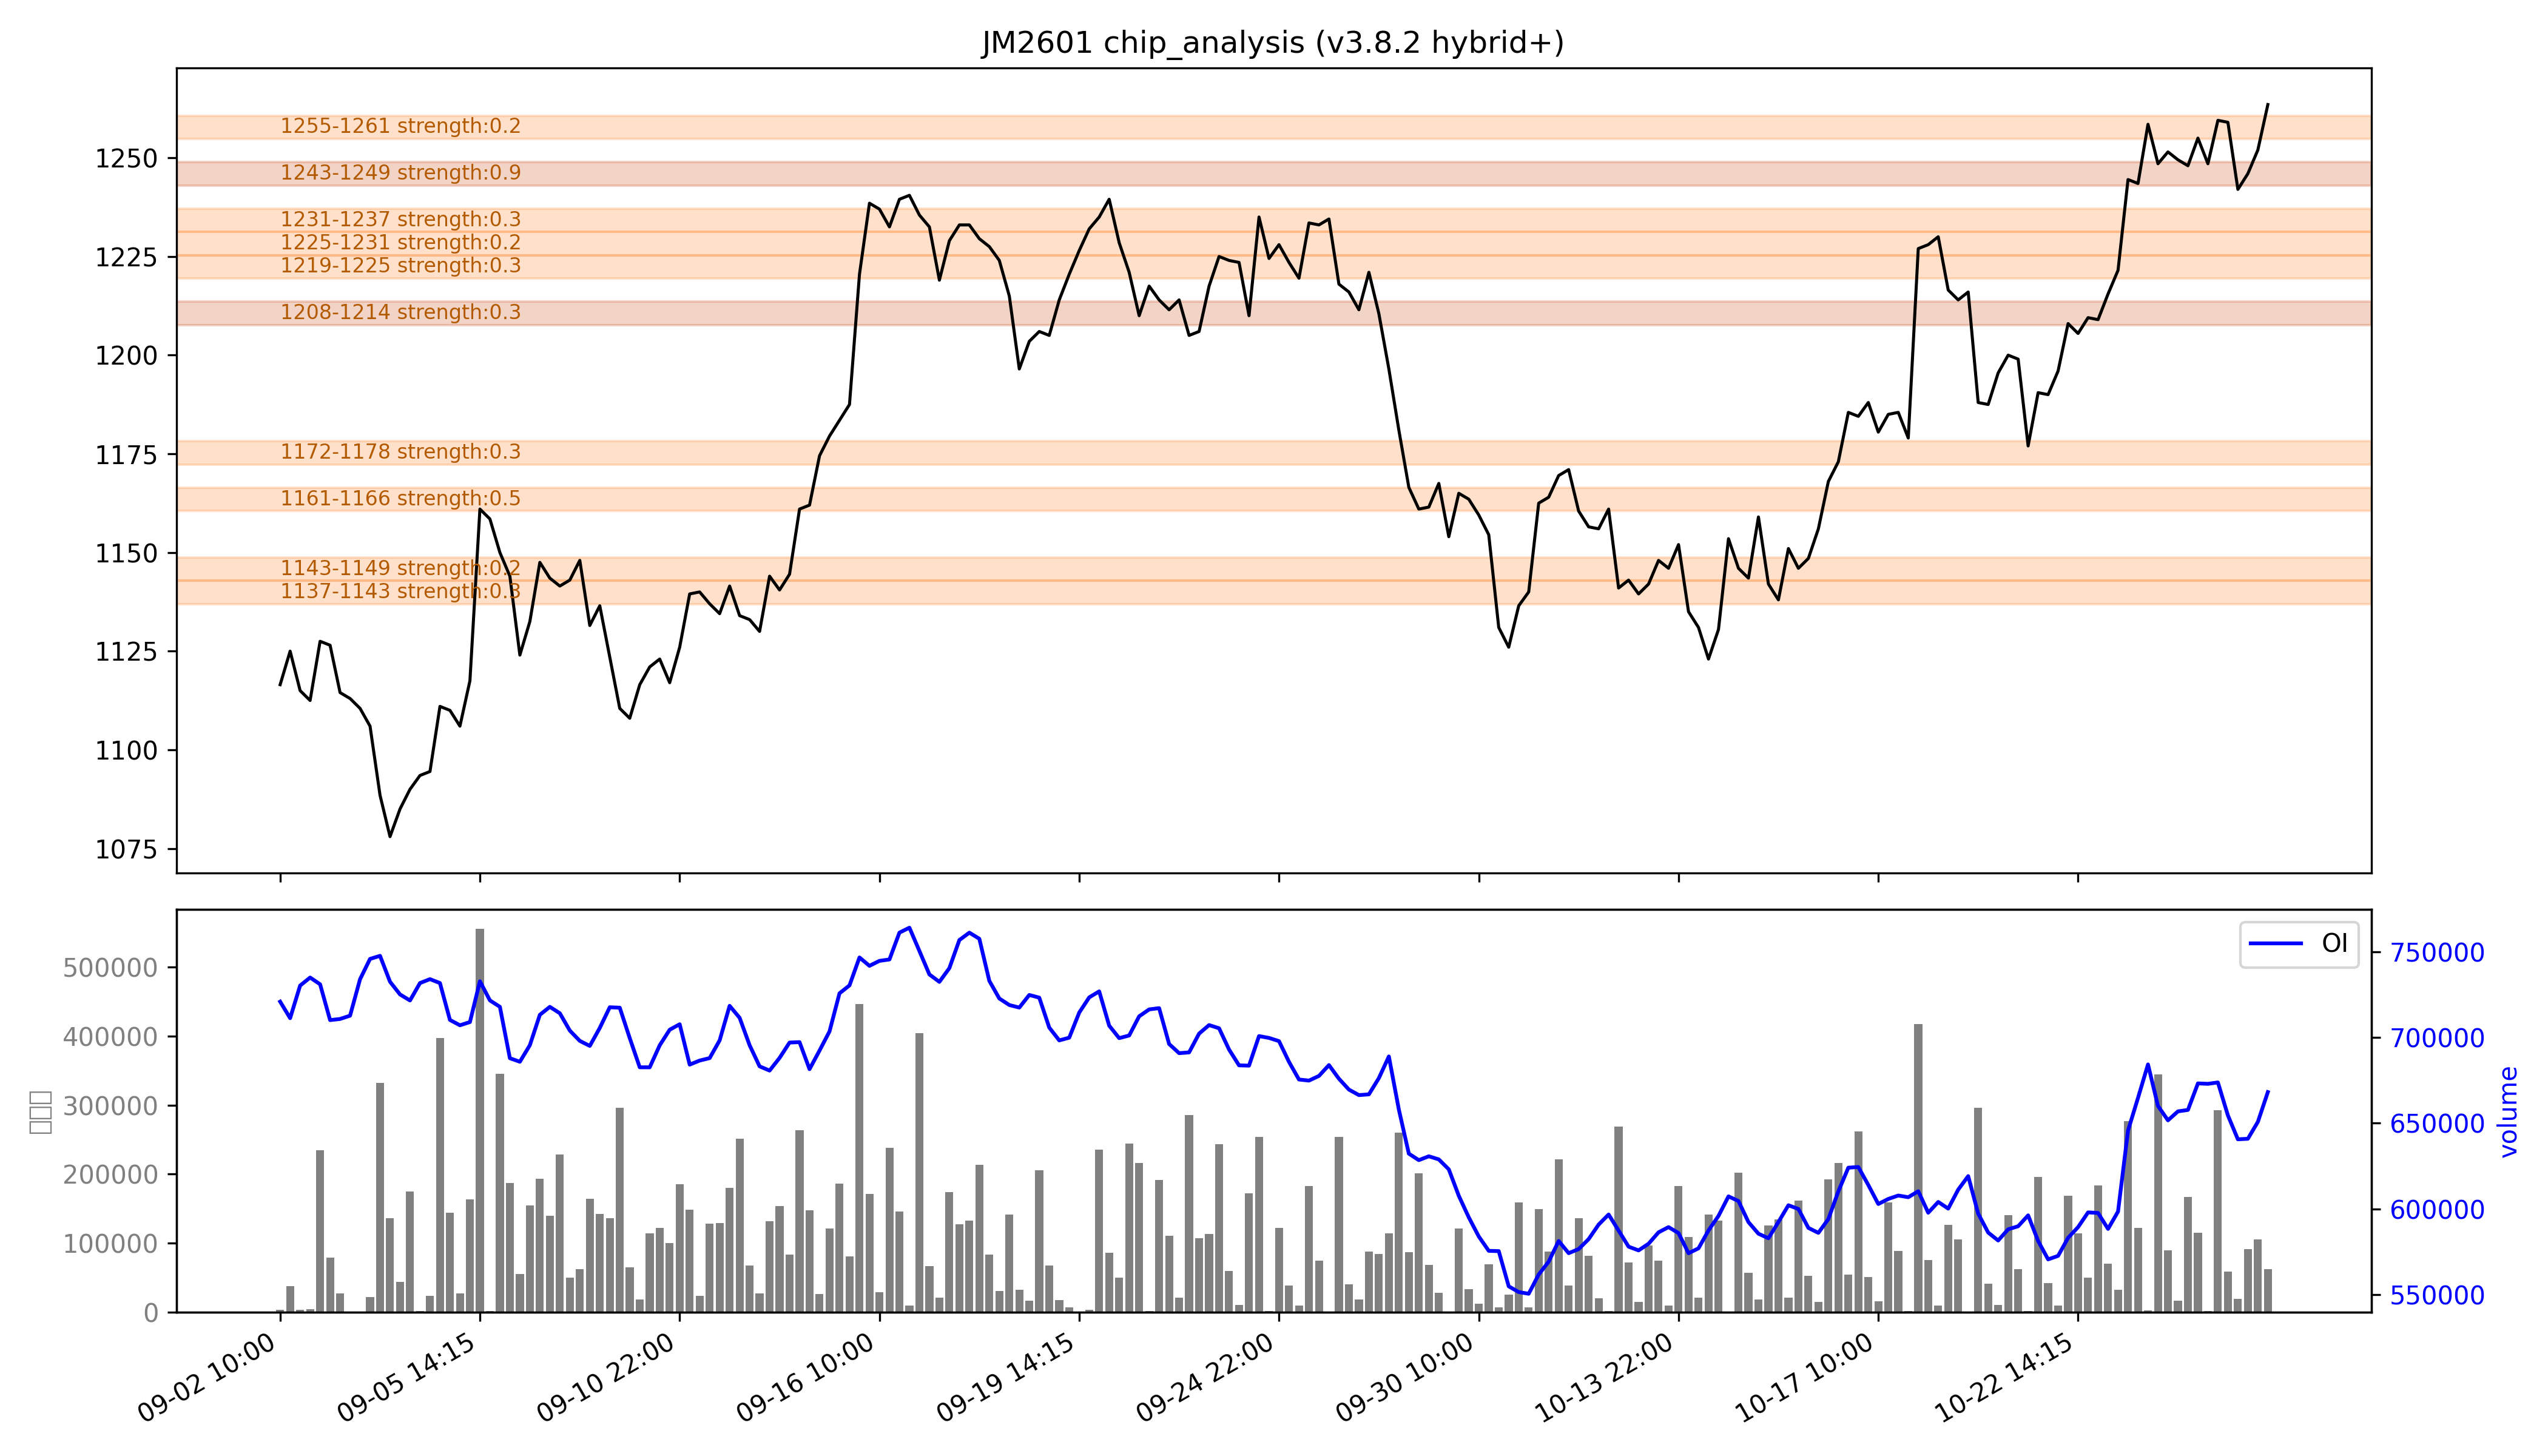 JM2601 chip_analysis (v3.8.2 hybrid+)
1255-1261 strength:0.2
1243-1249 strength:0.9
1231-1237 strength:0.3
1225-1231 strength:0.2
1219-1225 strength:0.3
1208-1214 strength:0.3
1172-1178 strength:0.3
1161-1166 strength:0.5
1143-1149 strength:0.2
1137-1143 strength:0.3
1250
1225
1200
1175
1150
1125
1100
1075
OI
500000
400000
300000
200000
100000
0
750000
700000
650000
600000
550000
volume
09-02 10:00
09-05 14:15
09-10 22:00
09-16 10:00
09-19 14:15
09-24 22:00
09-30 10:00
10-13 22:00
10-17 10:00
10-22 14:15